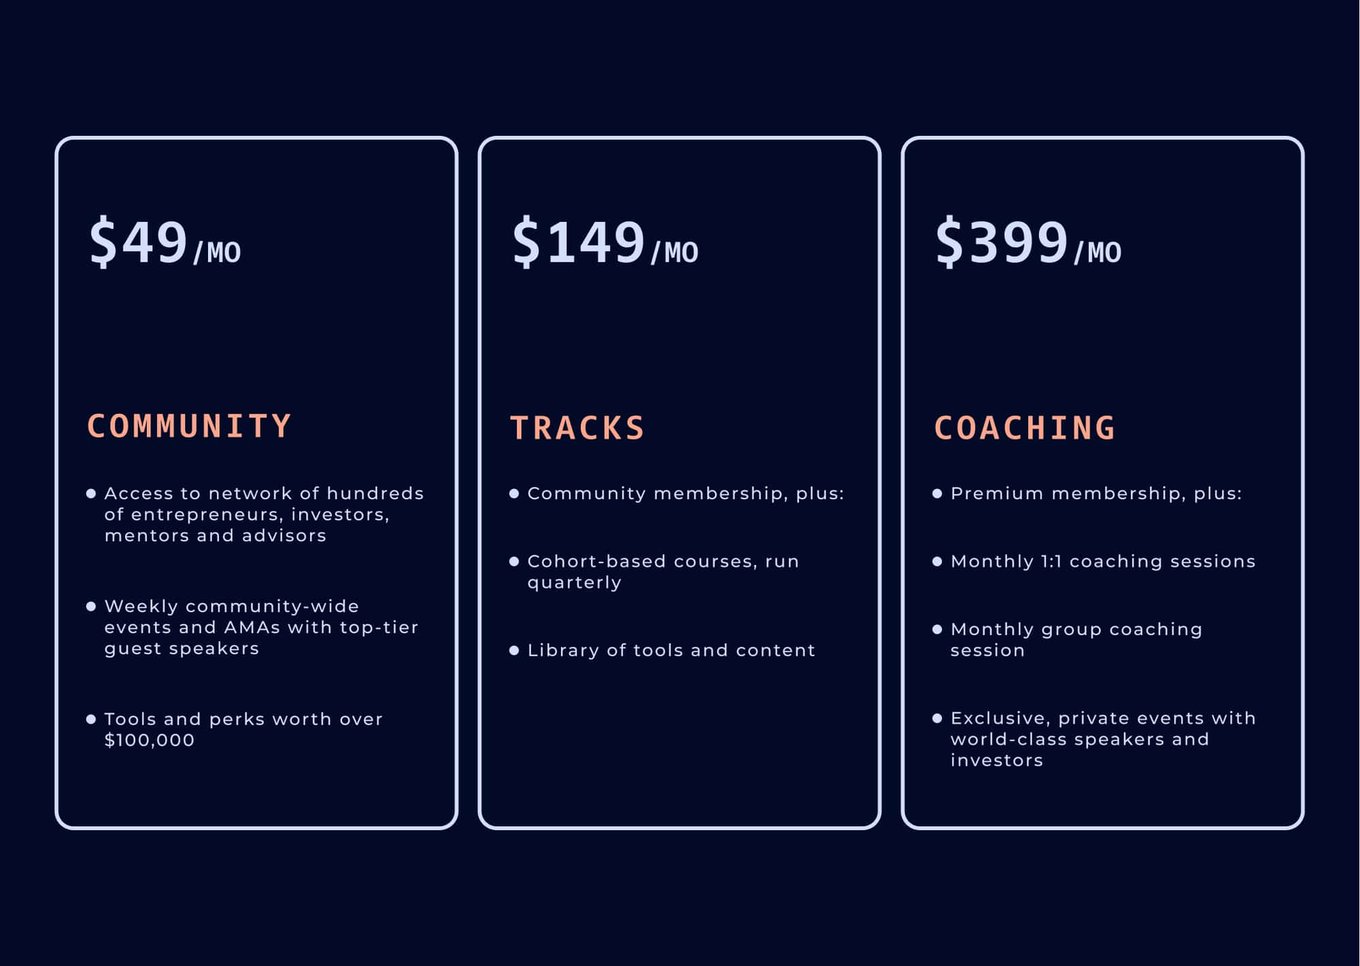 $49/MO
COMMUNITY
Access to network of hundreds
of entrepreneurs, investors,
mentors and advisors
Weekly community-wide
events and AMAs with top-tier
guest speakers
Tools and perks worth over
$100,000
$149/MO
TRACKS
Community membership, plus:
Cohort-based courses, run
quarterly
Library of tools and content
$399/MO
COACHING
Premium membership, plus:
Monthly 1:1 coaching sessions
Monthly group coaching
session
Exclusive, private events with
world-class speakers and
investors